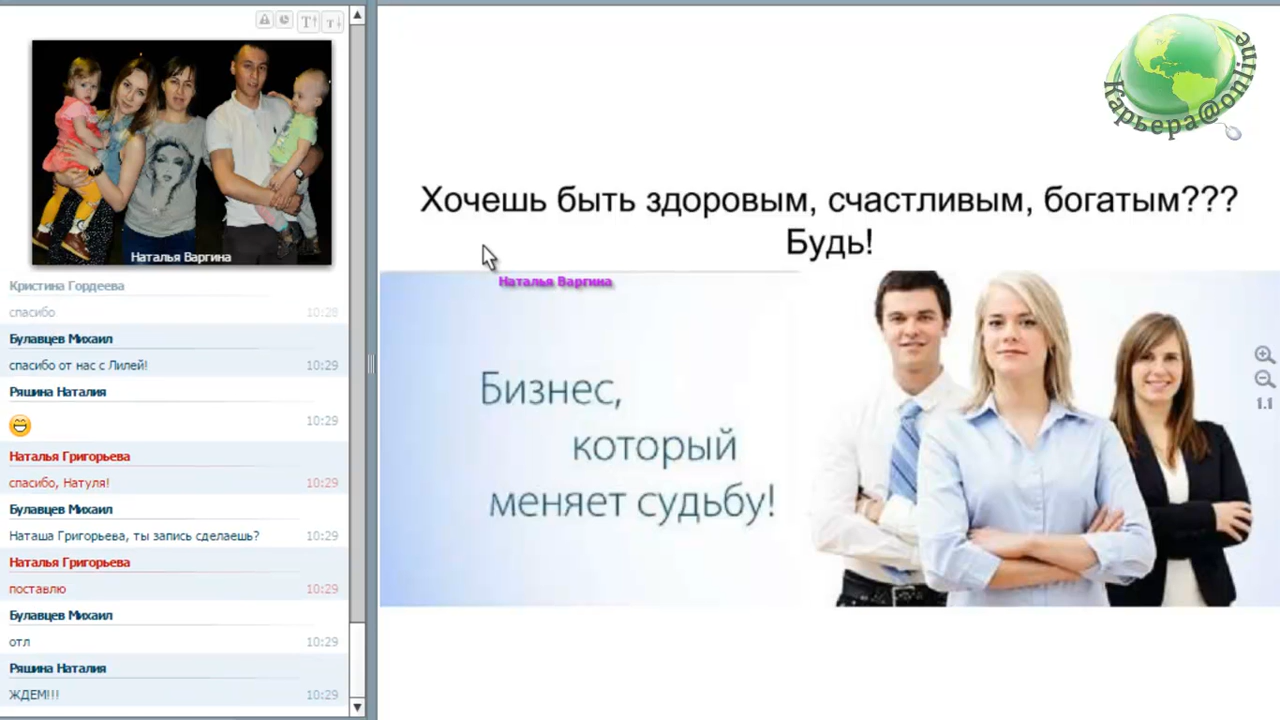 T↑ T↓
Наталья Варгина
Кристина Гордеева
спасибо 10:28
Булавцев Михаил
спасибо от нас с Лилей! 10:29
Ряшина Наталия
10:29
Наталья Григорьева
спасибо, Натуля! 10:29
Булавцев Михаил
Наташа Григорьева, ты запись сделаешь? 10:29
Наталья Григорьева
поставлю 10:29
Булавцев Михаил
отл 10:29
Ряшина Наталия
ЖДЕМ!!! 10:29
Карьера@online
Хочешь быть здоровым, счастливым, богатым???
Будь!
Наталья Варгина
Бизнес,
который
меняет судьбу!
1.1